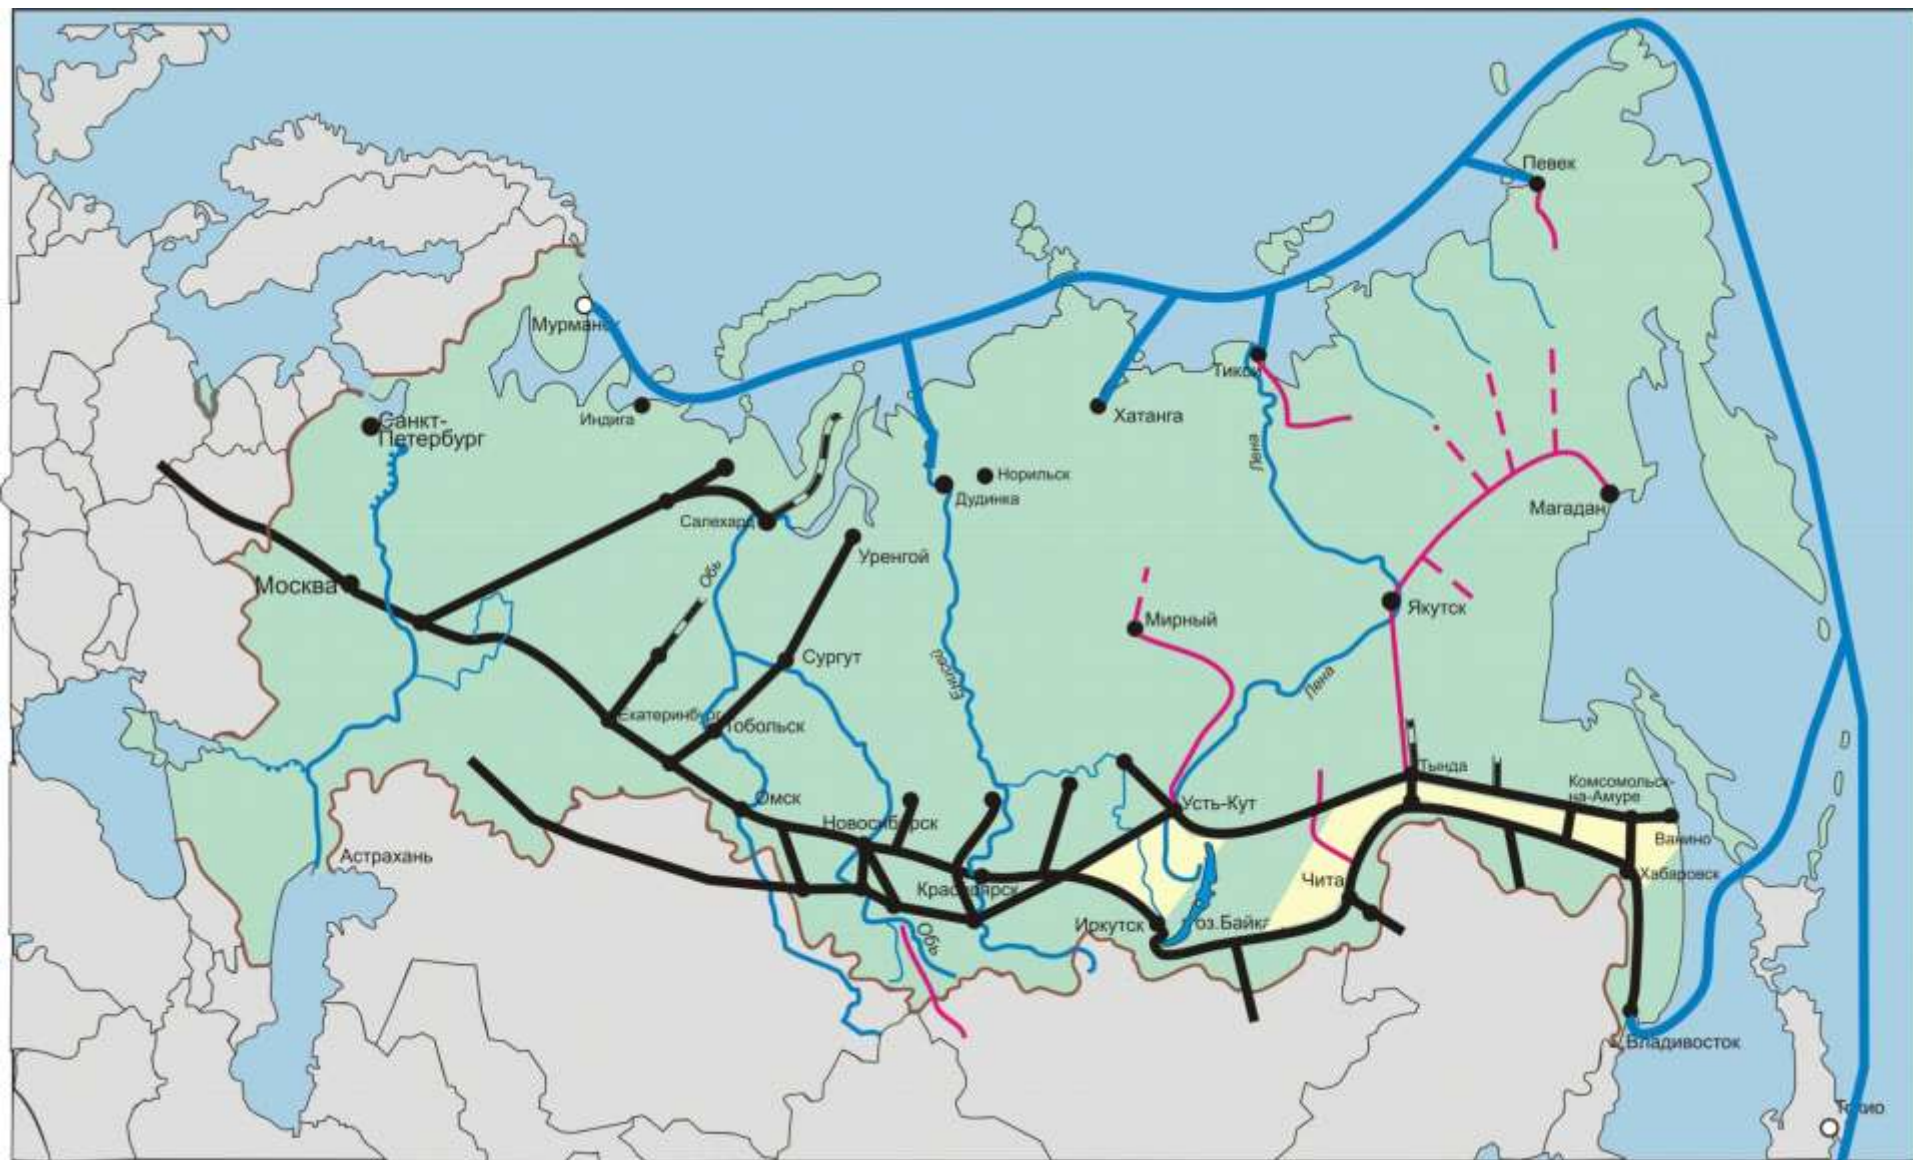 Певек
Мурманск
Тикси
Санкт-
Петербург
Индига
Хатанга
Лена
Норильск
Дудинка
Магадан
Салехард
Уренгой
Обь
Москва
Якутск
Мирный
Сургут
Енисей
Лена
Екатеринбург
Тобольск
Тында
Комсомольск-
на-Амуре
Омск
Усть-Кут
Новосибирск
Ванино
Астрахань
Хабаровск
Чита
Красноярск
Иркутск
оз.Байкал
Обь
Владивосток
Токио